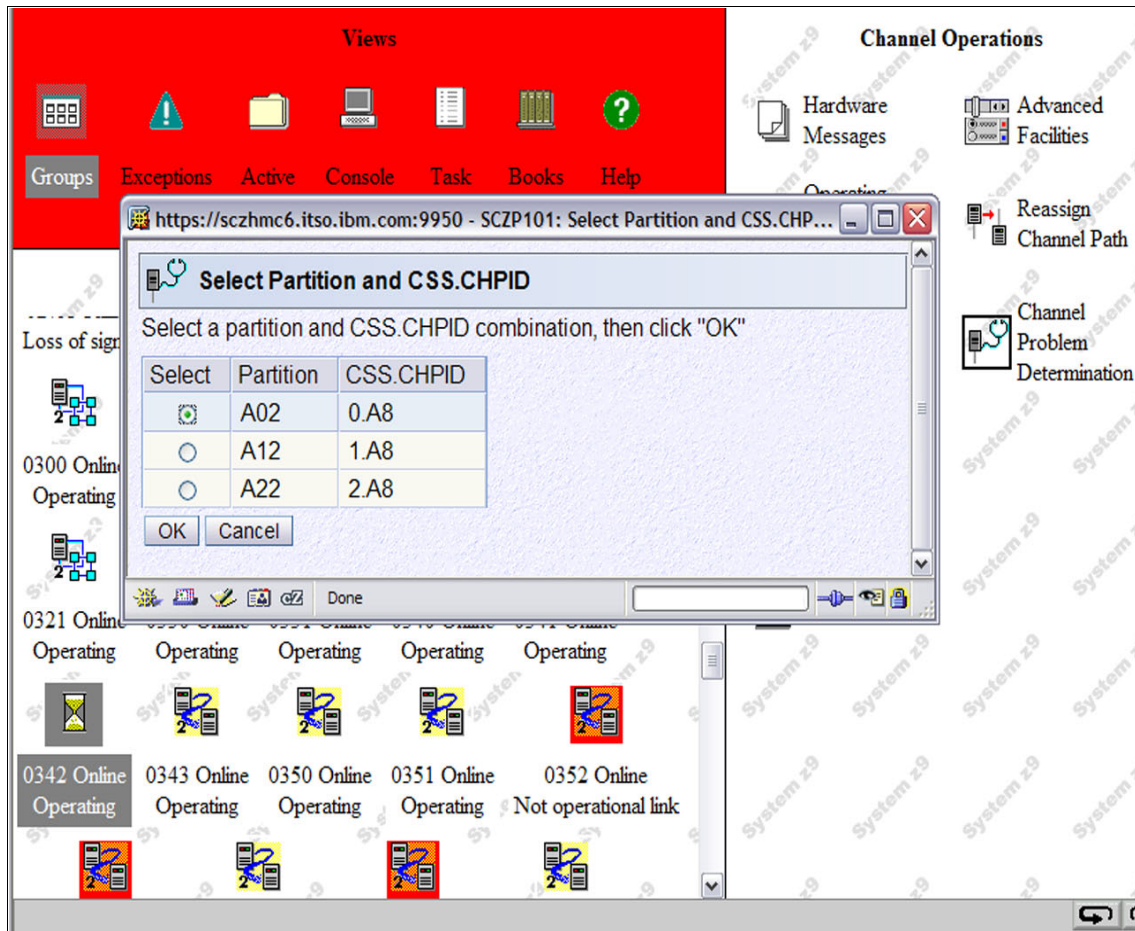 Views
Groups
Exceptions
Active
Console
Task
Books
Help
Channel Operations
Hardware
Messages
Advanced
Facilities
Operating
Reassign
Channel Path
Channel
Problem
Determination
https://sczhmc6.itso.ibm.com:9950 - SCZP101: Select Partition and CSS.CHP...
Select Partition and CSS.CHPID
Select a partition and CSS.CHPID combination, then click "OK"
Select Partition CSS.CHPID
A02 0.A8
A12 1.A8
A22 2.A8
OK Cancel
Done
Loss of sign
0300 Online
Operating
0321 Online
Operating
Operating
Operating
Operating
Operating
0342 Online
Operating
0343 Online
Operating
0350 Online
Operating
0351 Online
Operating
0352 Online
Not operational link
System z9